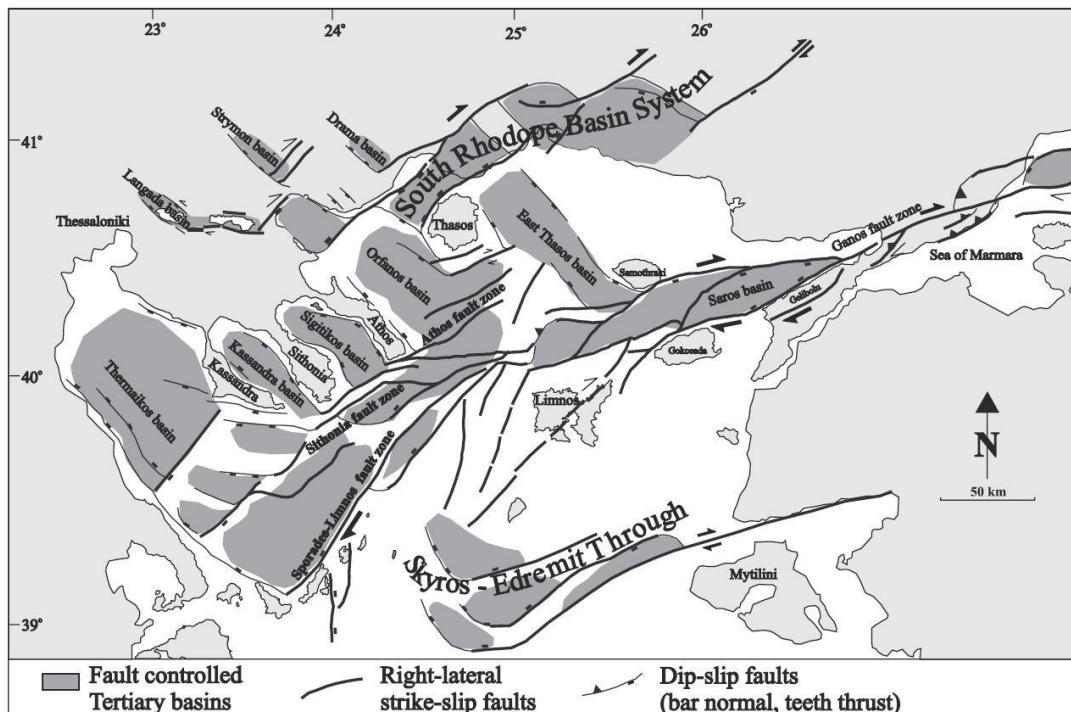 23°
24°
25°
26°
41°
40°
39°
Strymon basin
Drama basin
South Rhodope Basin System
Langada basin
Thessaloniki
Thasos
East Thasos basin
Orfanos basin
Samothraki
Ganos fault zone
Sea of Marmara
Saros basin
Gelibolu
Athos fault zone
Athos
Sigitikos basin
Sithonia
Kassandra basin
Kassandra
Thermaikos basin
Gokceada
Limnos
Sithonia fault zone
Sporades-Limnos fault zone
Skyros - Edremit Through
Mytilini
N
50 km
Fault controlled
Tertiary basins
Right-lateral
strike-slip faults
Dip-slip faults
(bar normal, teeth thrust)